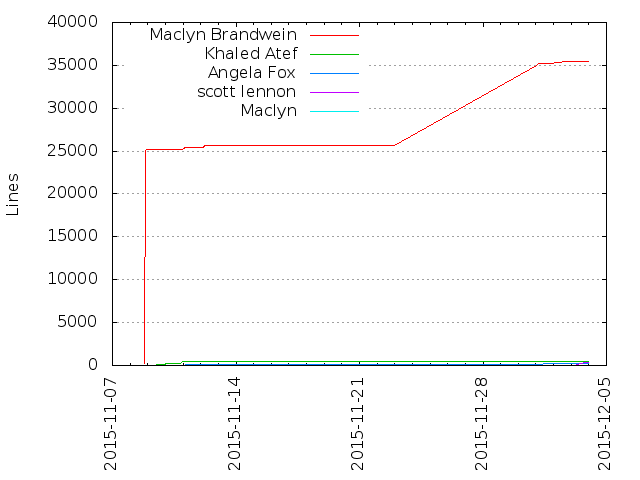 40000
35000
30000
25000
20000
15000
10000
5000
0
Lines
Maclyn Brandwein
Khaled Atef
Angela Fox
scott lennon
Maclyn
2015-11-07
2015-11-14
2015-11-21
2015-11-28
2015-12-05